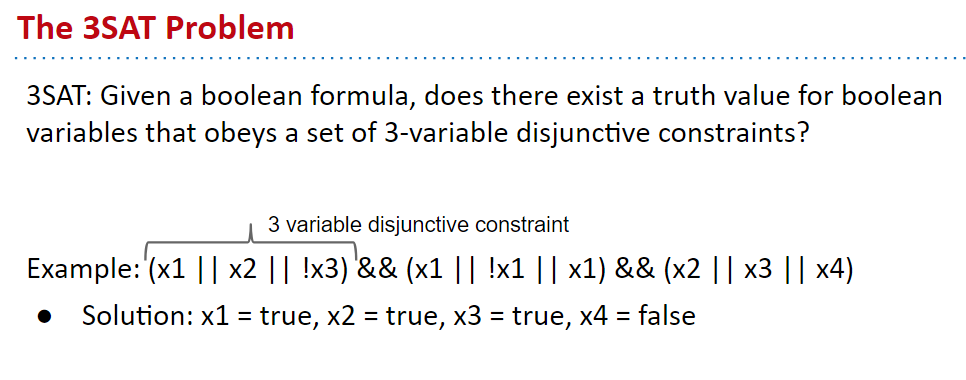 The 3SAT Problem
3SAT: Given a boolean formula, does there exist a truth value for boolean
variables that obeys a set of 3-variable disjunctive constraints?
3 variable disjunctive constraint
Example: (x1 || x2 || !x3) && (x1 || !x1 || x1) && (x2 || x3 || x4)
● Solution: x1 = true, x2 = true, x3 = true, x4 = false